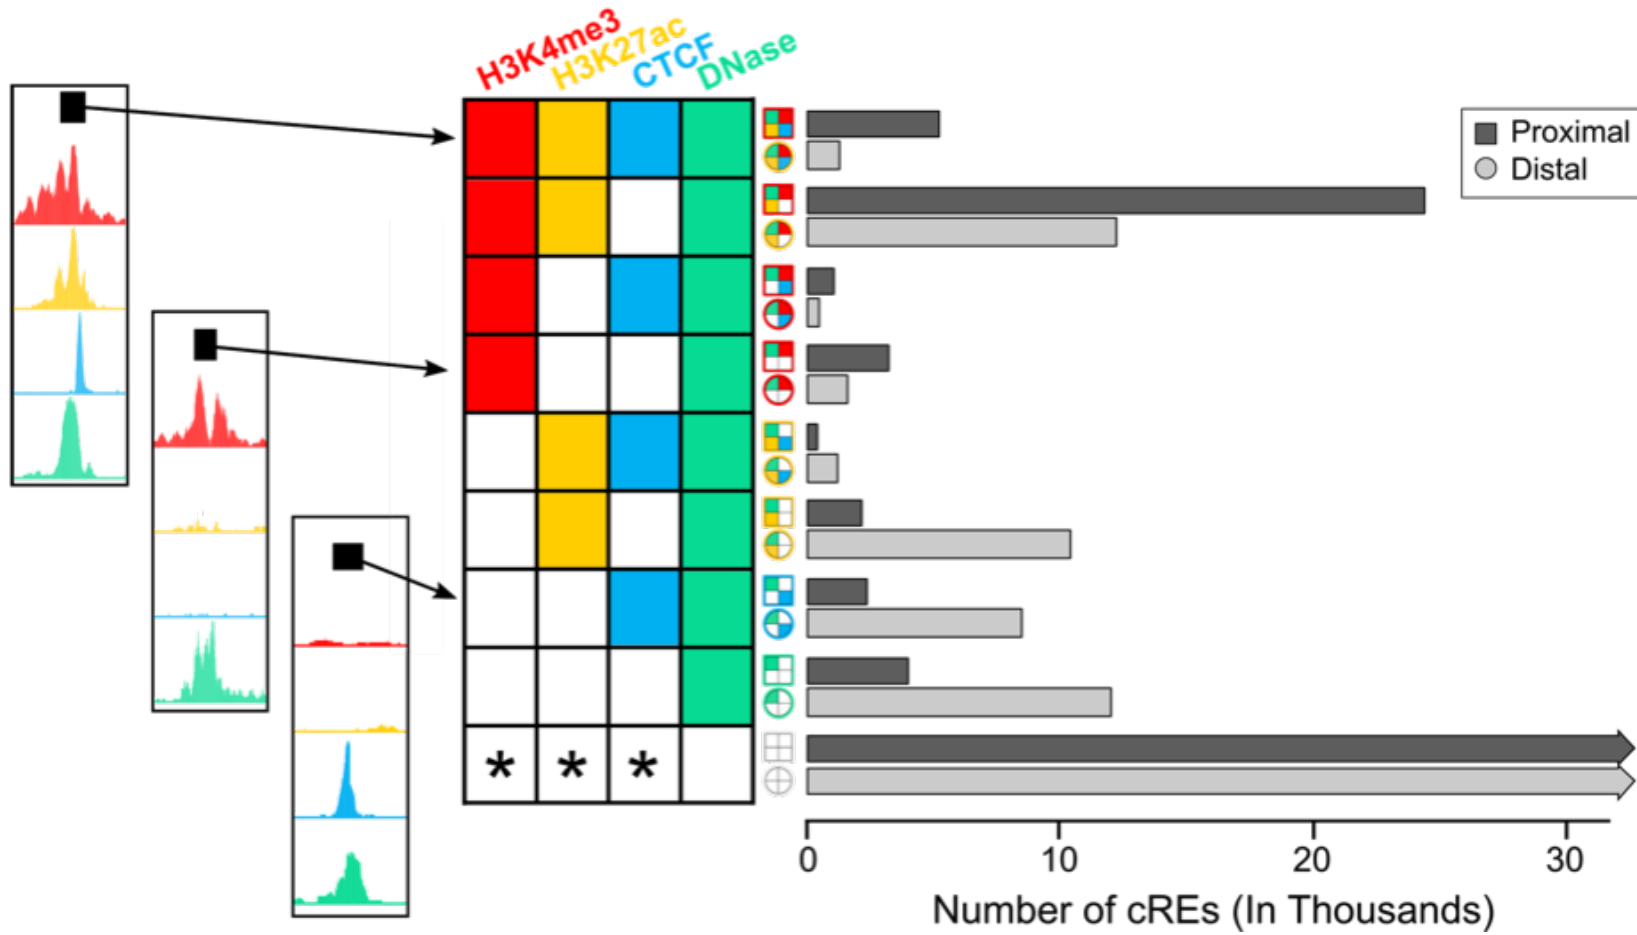 H3K4me3
H3K27ac
CTCF
DNase
Proximal
Distal
* * *
0 10 20 30
Number of cREs (In Thousands)